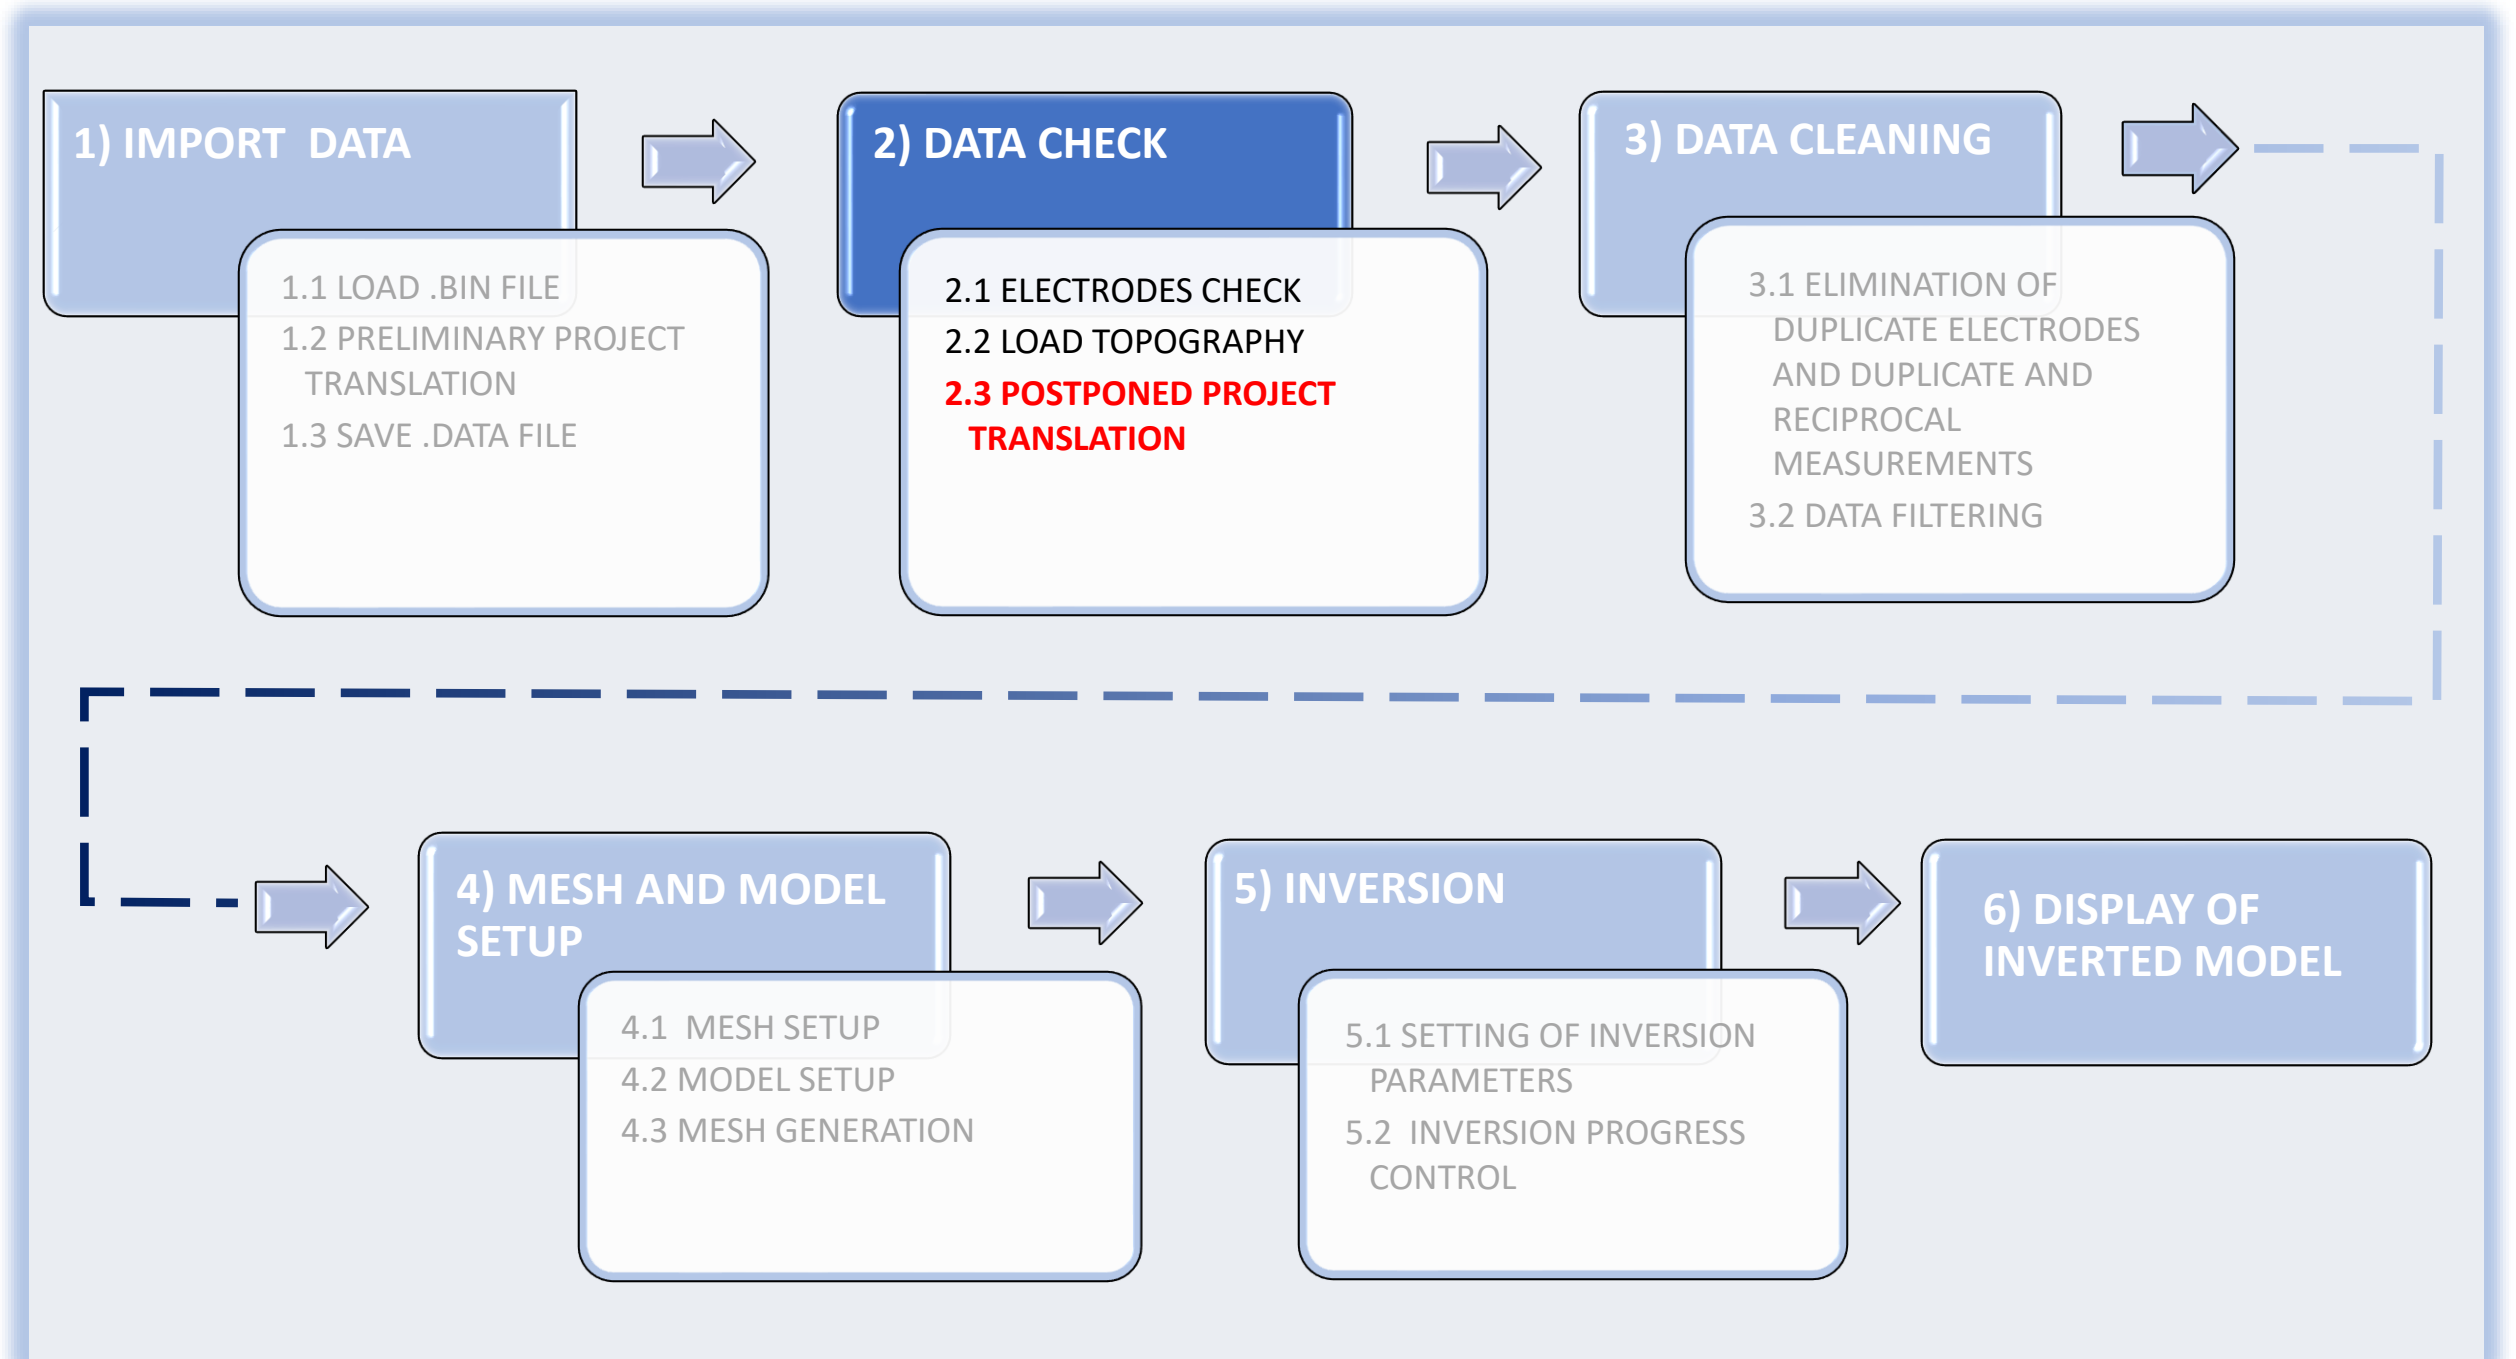 1) IMPORT  DATA
1.1 LOAD .BIN FILE
1.2 PRELIMINARY PROJECT
TRANSLATION
1.3 SAVE .DATA FILE
2) DATA CHECK
2.1 ELECTRODES CHECK
2.2 LOAD TOPOGRAPHY
2.3 POSTPONED PROJECT
TRANSLATION
3) DATA CLEANING
3.1 ELIMINATION OF
DUPLICATE ELECTRODES
AND DUPLICATE AND
RECIPROCAL
MEASUREMENTS
3.2 DATA FILTERING
4) MESH AND MODEL
SETUP
4.1  MESH SETUP
4.2 MODEL SETUP
4.3 MESH GENERATION
5) INVERSION
5.1 SETTING OF INVERSION
PARAMETERS
5.2  INVERSION PROGRESS
CONTROL
6) DISPLAY OF
INVERTED MODEL